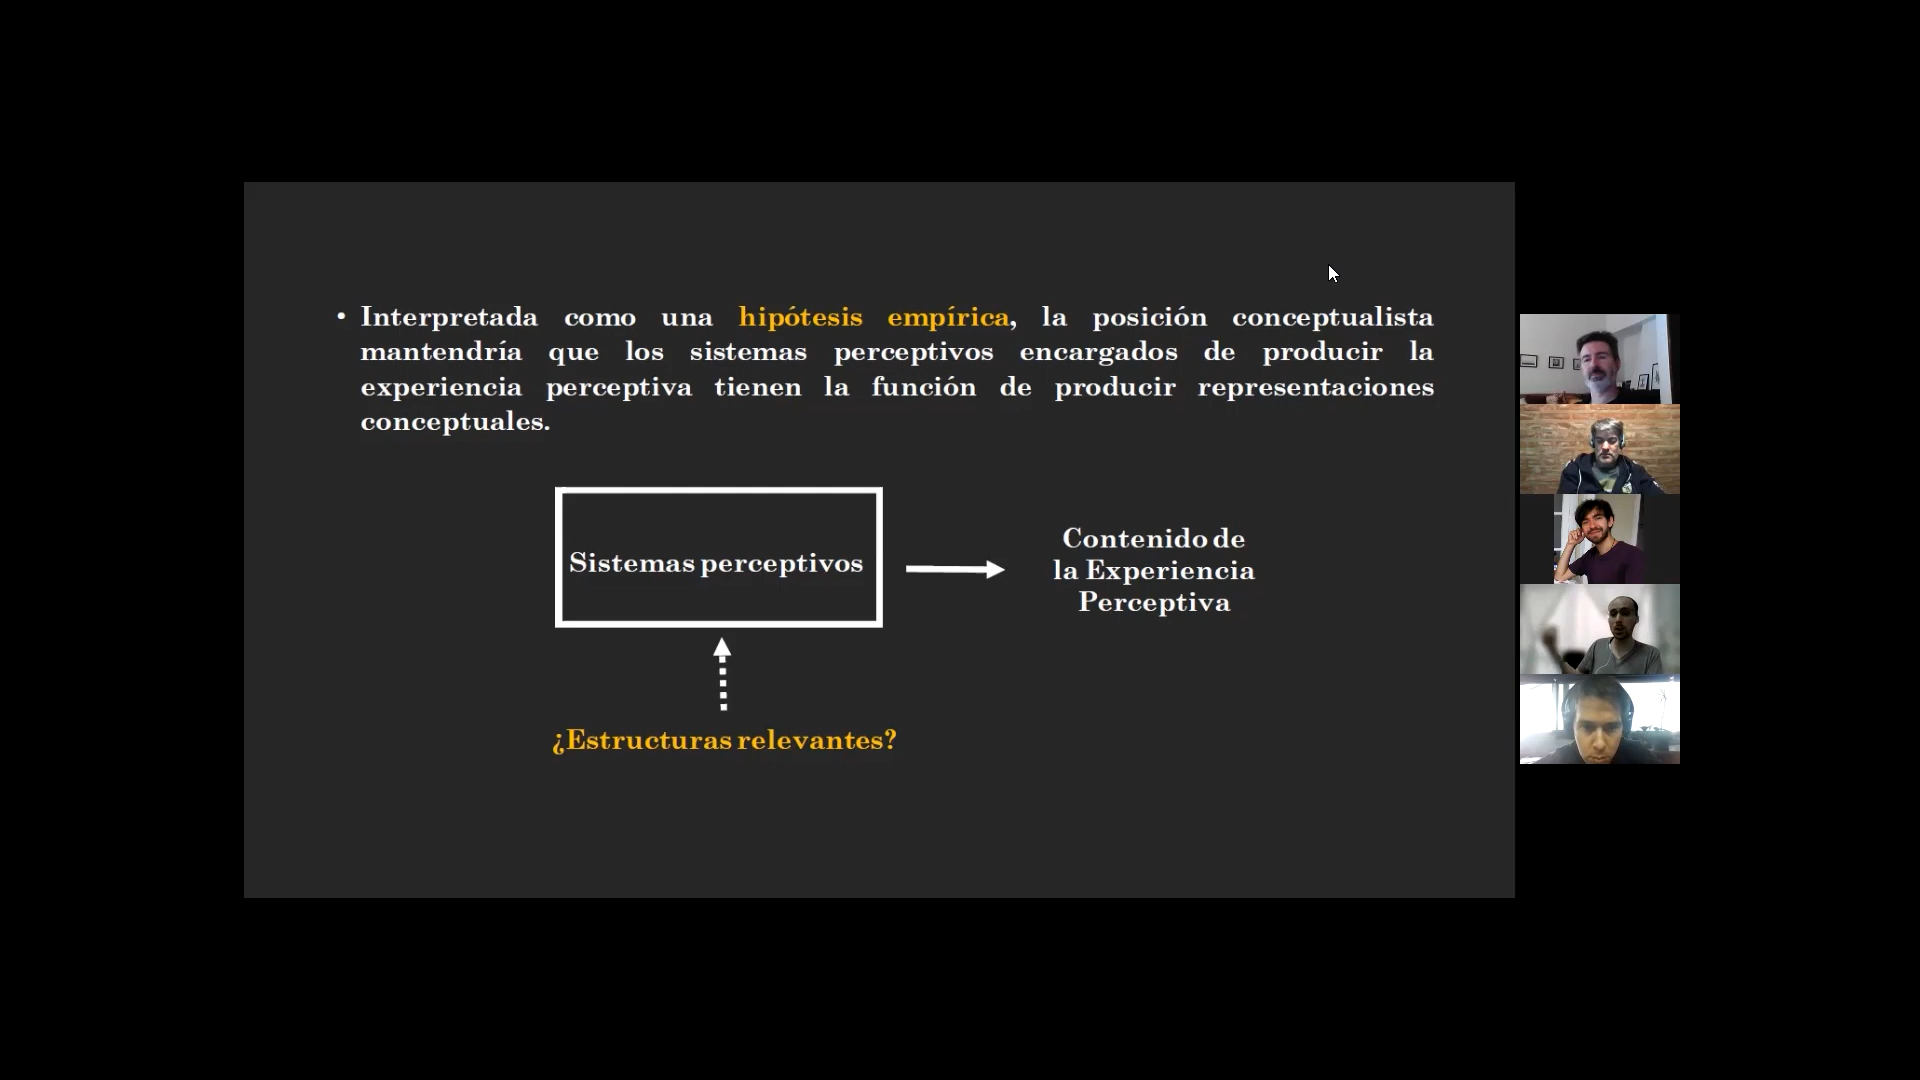 • Interpretada como una hipótesis empírica, la posición conceptualista
mantendría que los sistemas perceptivos encargados de producir la
experiencia perceptiva tienen la función de producir representaciones
conceptuales.
Sistemas perceptivos
Contenido de
la Experiencia
Perceptiva
¿Estructuras relevantes?